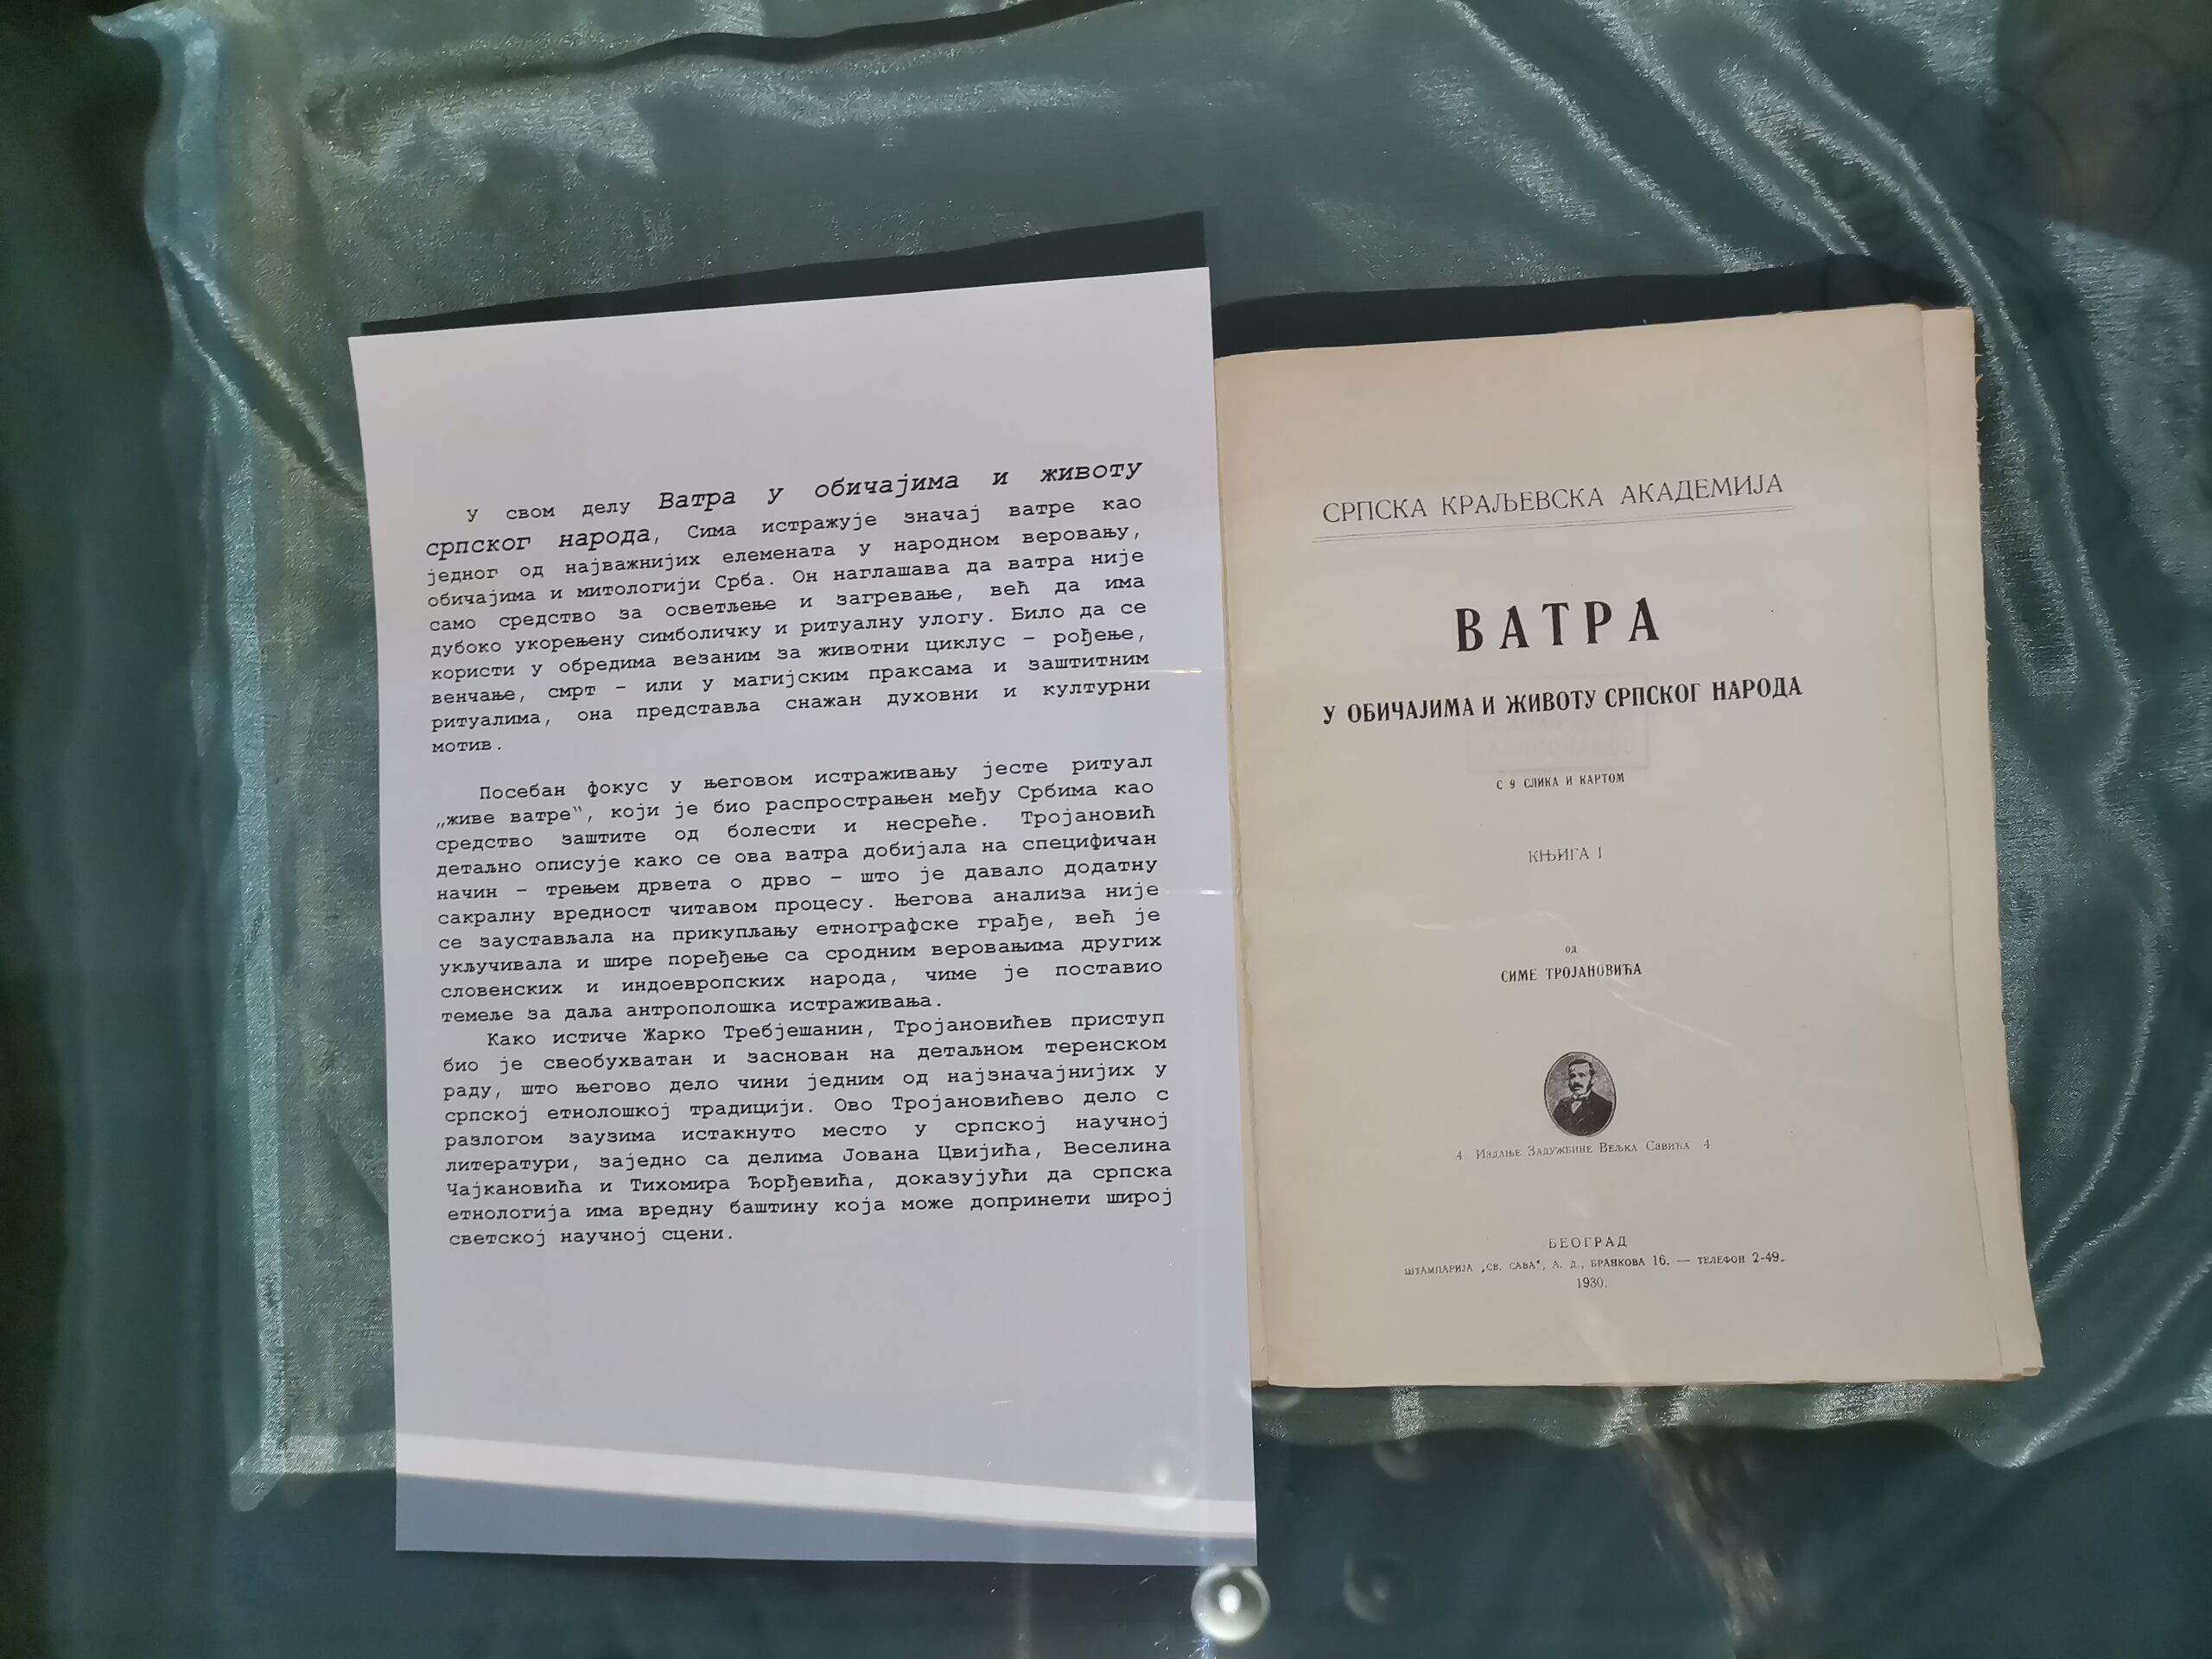 У свом делу Ватра у обичајима и животу
српског народа, Сима истражује значај ватре као
једног од најважнијих елемената у народном веровању,
обичајима и митологији Срба. Он наглашава да ватра није
само средство за осветљење и загревање, већ да има
дубоко укорењену симболичку и ритуалну улогу. Било да се
користи у обредима везаним за животни циклус – рођење,
венчање, смрт – или у магијским праксама и заштитним
ритуалима, она представља снажан духовни и културни
мотив.
Посебан фокус у његовом истраживању јесте ритуал
„живе ватре“, који је био распрострањен међу Србима као
средство заштите од болести и несреће. Тројановић
детаљно описује како се ова ватра добијала на специфичан
начин – трењем дрвета о дрво – што је давало додатну
сакралну вредност читавом процесу. Његова анализа није
се заустављала на прикупљању етнографске грађе, већ је
укључивала и шире поређење са сродним веровањима других
словенских и индоевропских народа, чиме је поставио
темеље за даља антрополошка истраживања.
Како истиче Жарко Требјешанин, Тројановићев приступ
био је свеобухватан и заснован на детаљном теренском
раду, што његово дело чини једним од најзначајнијих у
српској етнолошкој традицији. Ово Тројановићево дело с
разлогом заузима истакнуто место у српској научној
литератури, заједно са делима Јована Цвијића, Веселина
Чајкановића и Тихомира Ђорђевића, доказујући да српска
етнологија има вредну баштину која може допринети широј
светској научној сцени.
СРПСКА КРАЉЕВСКА АКАДЕМИЈА
ВАТРА
У ОБИЧАЈИМА И ЖИВОТУ СРПСКОГ НАРОДА
С 9 СЛИКА И КАРТОМ
КЊИГА I
ОД
СИМЕ ТРОЈАНОВИЋА
4 Издање Задужбине Вељка Савића 4
БЕОГРАД
ШТАМПАРИЈА „СВ. САВА“, А. Д., БРАНКОВА 16. — ТЕЛЕФОН 2-49.
1930.